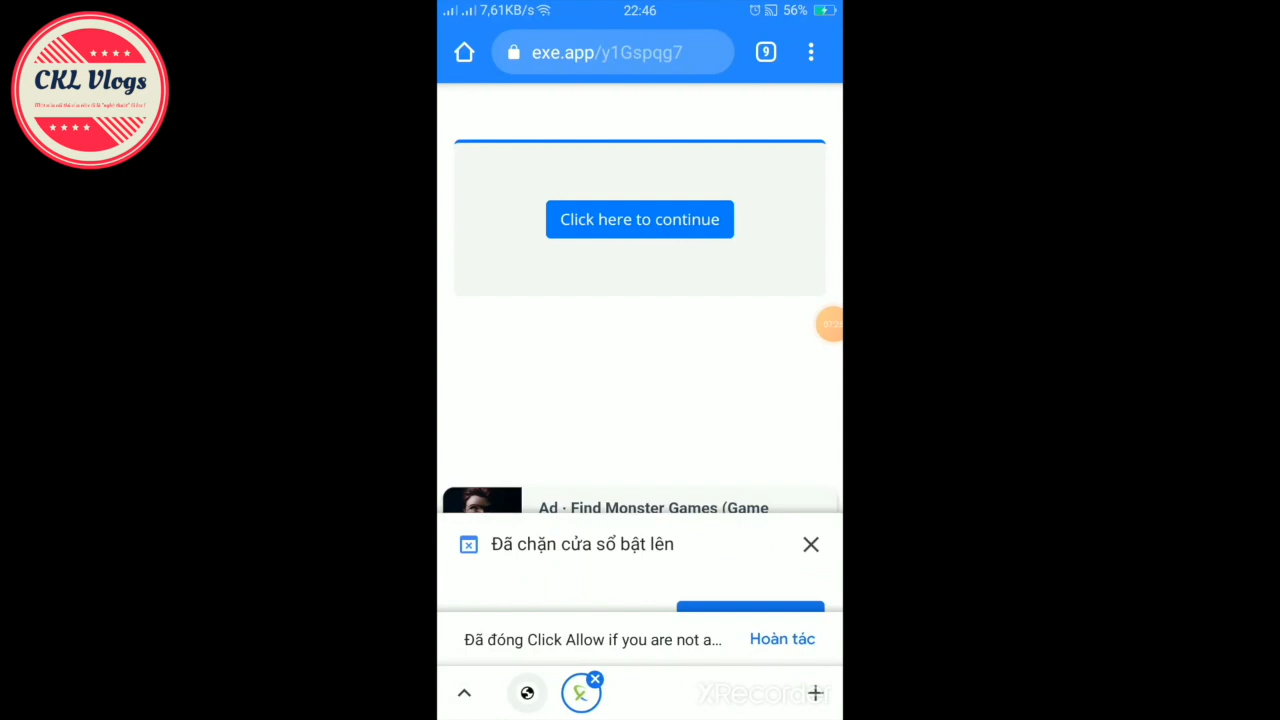 CKL Vlogs
7,61KB/s
22:46
56%
exe.app/y1Gspqg7
9
Click here to continue
Ad · Find Monster Games (Game
Đã chặn cửa sổ bật lên
Đã đóng Click Allow if you are not a...
Hoàn tác
XRecorder